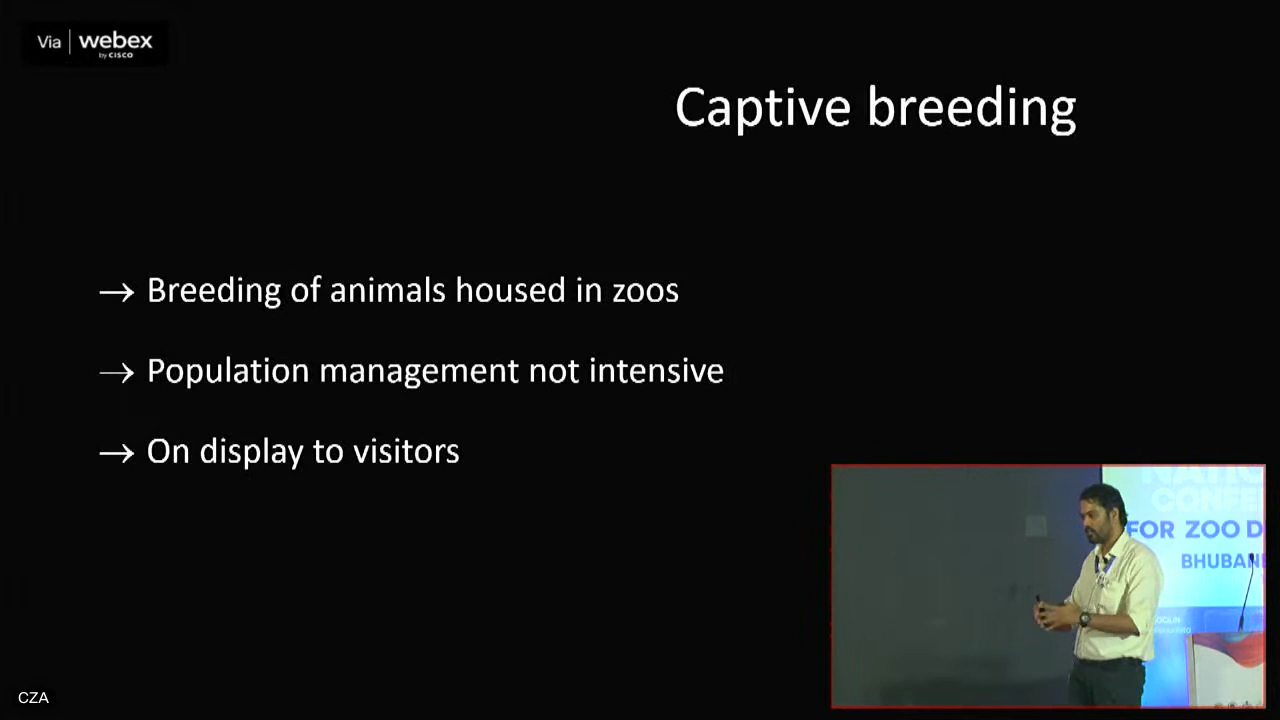 Via | webex
by CISCO
Captive breeding
→ Breeding of animals housed in zoos
→ Population management not intensive
→ On display to visitors
CONFE
FOR ZOO D
BHUBAN
CZA